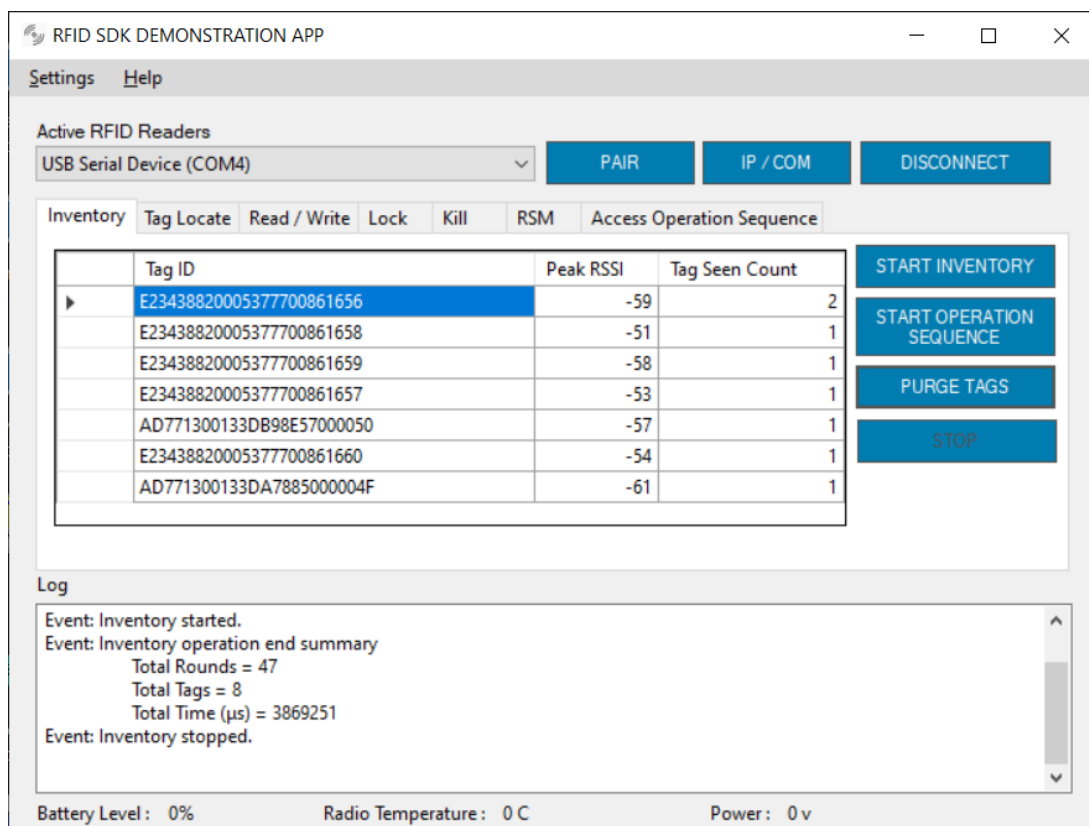 RFID SDK DEMONSTRATION APP
Settings Help
Active RFID Readers
USB Serial Device (COM4) PAIR IP / COM DISCONNECT
Inventory Tag Locate Read / Write Lock Kill RSM Access Operation Sequence
Tag ID Peak RSSI Tag Seen Count
E23438820005377700861656 -59 2
E23438820005377700861658 -51 1
E23438820005377700861659 -58 1
E23438820005377700861657 -53 1
AD771300133DB98E57000050 -57 1
E23438820005377700861660 -54 1
AD771300133DA7885000004F -61 1
START INVENTORY
START OPERATION
SEQUENCE
PURGE TAGS
STOP
Log
Event: Inventory started.
Event: Inventory operation end summary
Total Rounds = 47
Total Tags = 8
Total Time (µs) = 3869251
Event: Inventory stopped.
Battery Level : 0% Radio Temperature : 0 C Power : 0 v